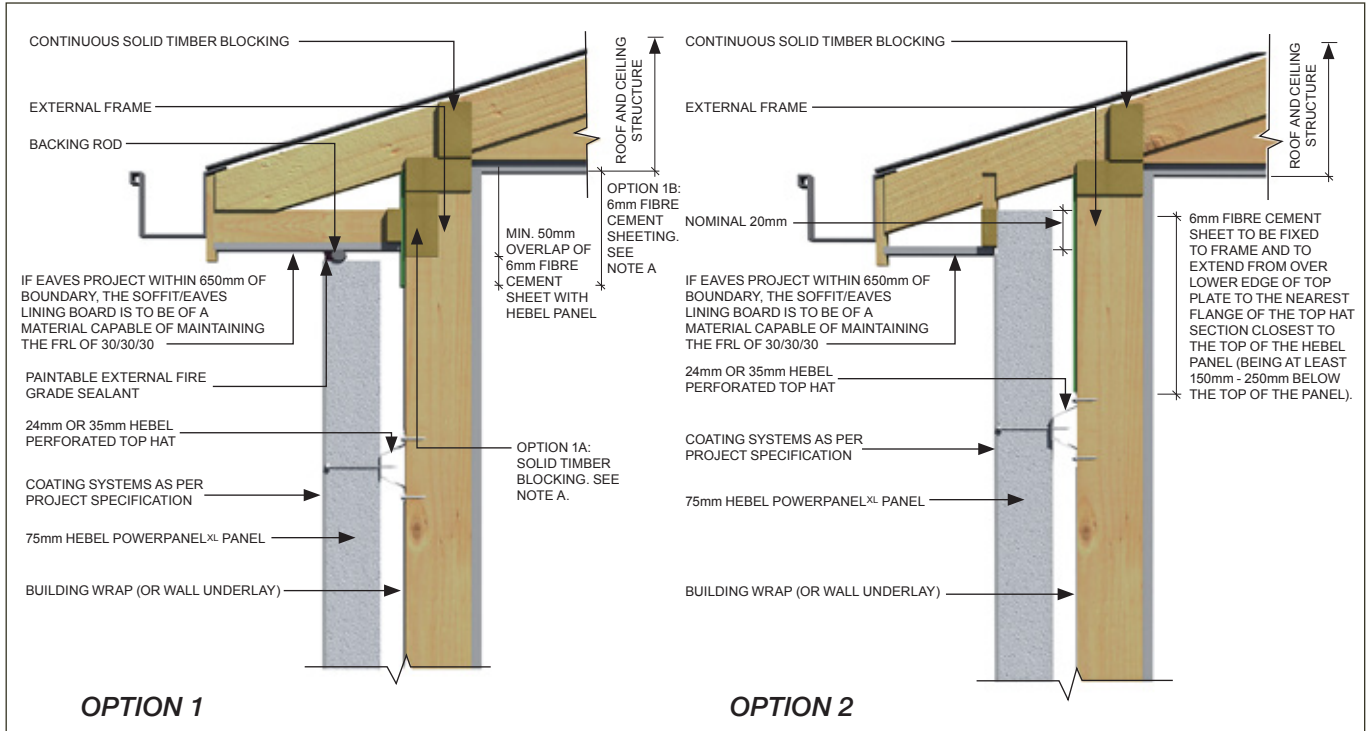 CONTINUOUS SOLID TIMBER BLOCKING
EXTERNAL FRAME
BACKING ROD
ROOF AND CEILING
STRUCTURE
OPTION 1B:
6mm FIBRE
CEMENT
SHEETING.
SEE
NOTE A
MIN. 50mm
OVERLAP OF
6mm FIBRE
CEMENT
SHEET WITH
HEBEL PANEL
IF EAVES PROJECT WITHIN 650mm OF
BOUNDARY, THE SOFFIT/EAVES
LINING BOARD IS TO BE OF A
MATERIAL CAPABLE OF MAINTAINING
THE FRL OF 30/30/30
PAINTABLE EXTERNAL FIRE
GRADE SEALANT
24mm OR 35mm HEBEL
PERFORATED TOP HAT
OPTION 1A:
SOLID TIMBER
BLOCKING. SEE
NOTE A.
COATING SYSTEMS AS PER
PROJECT SPECIFICATION
75mm HEBEL POWERPANELXL PANEL
BUILDING WRAP (OR WALL UNDERLAY)
OPTION 1
CONTINUOUS SOLID TIMBER BLOCKING
EXTERNAL FRAME
ROOF AND CEILING
STRUCTURE
NOMINAL 20mm
6mm FIBRE CEMENT
SHEET TO BE FIXED
TO FRAME AND TO
EXTEND FROM OVER
LOWER EDGE OF TOP
PLATE TO THE NEAREST
FLANGE OF THE TOP HAT
SECTION CLOSEST TO
THE TOP OF THE HEBEL
PANEL (BEING AT LEAST
150mm - 250mm BELOW
THE TOP OF THE PANEL).
IF EAVES PROJECT WITHIN 650mm OF
BOUNDARY, THE SOFFIT/EAVES
LINING BOARD IS TO BE OF A
MATERIAL CAPABLE OF MAINTAINING
THE FRL OF 30/30/30
24mm OR 35mm HEBEL
PERFORATED TOP HAT
COATING SYSTEMS AS PER
PROJECT SPECIFICATION
75mm HEBEL POWERPANELXL PANEL
BUILDING WRAP (OR WALL UNDERLAY)
OPTION 2